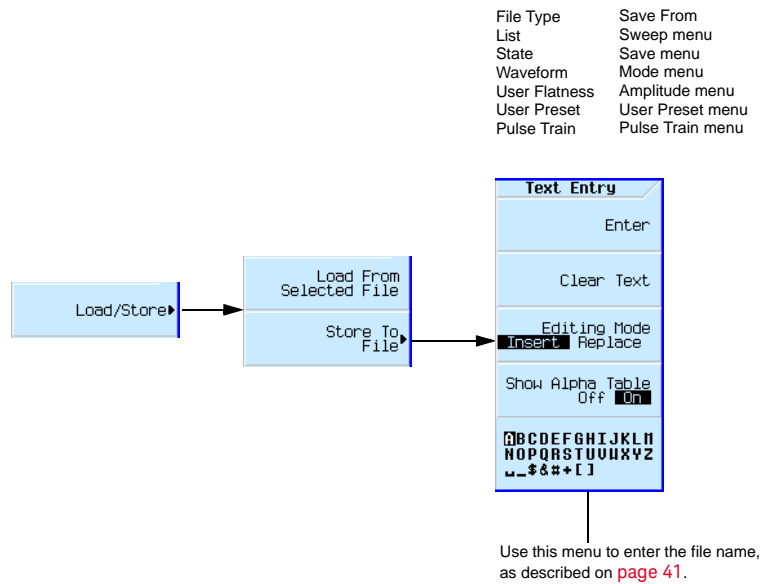 File Type Save From
List Sweep menu
State Save menu
Waveform Mode menu
User Flatness Amplitude menu
User Preset User Preset menu
Pulse Train Pulse Train menu
Load/Store
Load From
Selected File
Store To
File
Text Entry
Enter
Clear Text
Editing Mode
Insert Replace
Show Alpha Table
Off On
ABCDEFGHIJKLM
NOPQRSTUVWXYZ
␣_$&#+[]
Use this menu to enter the file name,
as described on page 41.